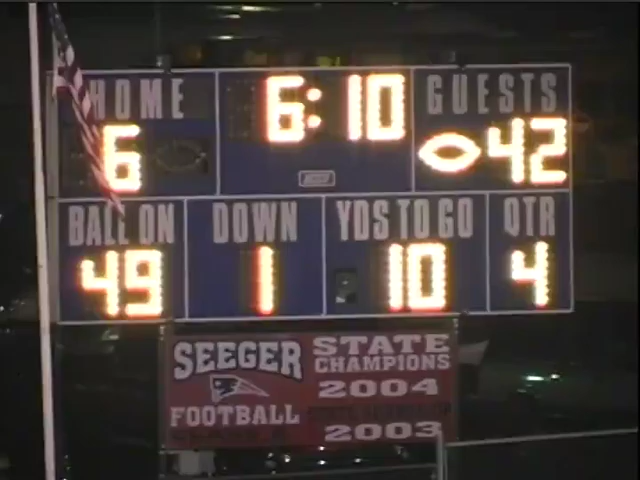 HOME 6:10 GUESTS
6 42
BALL ON DOWN YDS TO GO QTR
49 1 10 4
SEEGER STATE
CHAMPIONS
2004
FOOTBALL
2003